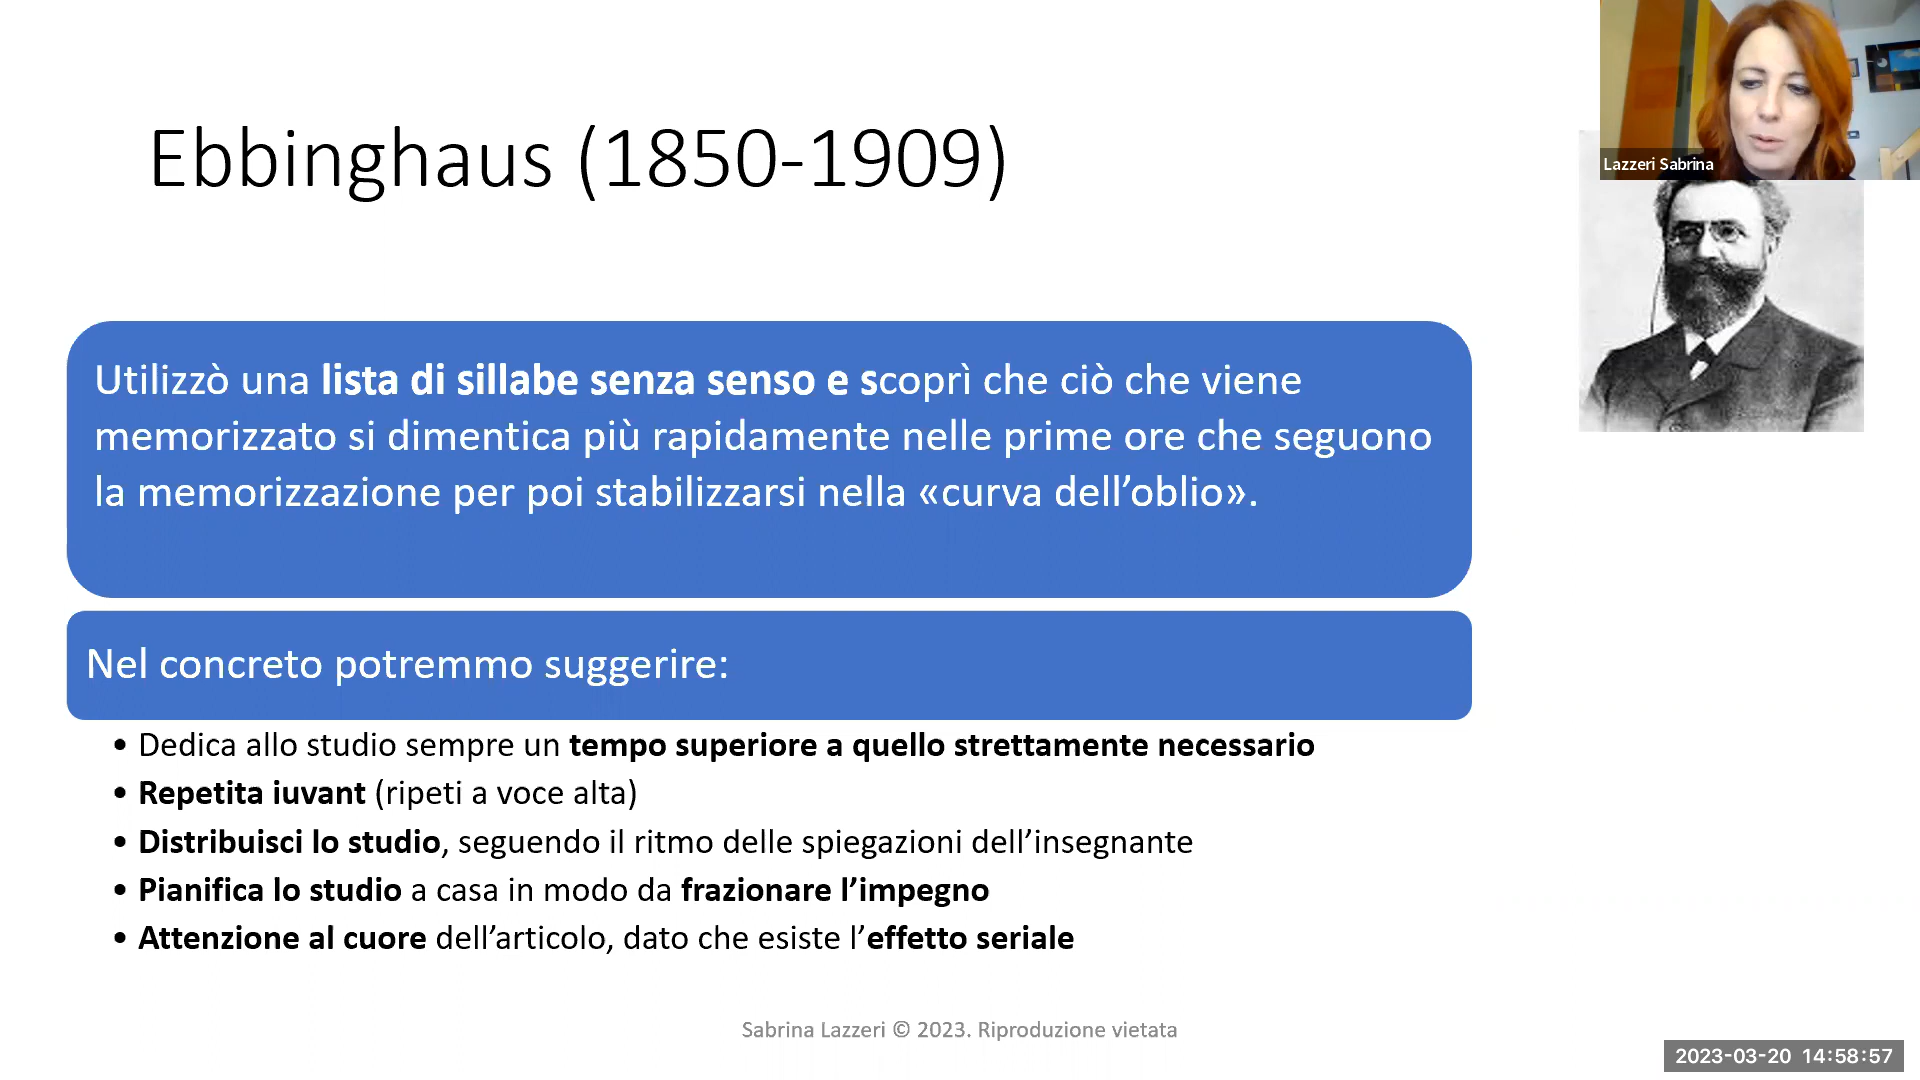 Ebbinghaus (1850-1909)
Lazzeri Sabrina
Utilizzò una lista di sillabe senza senso e scoprì che ciò che viene
memorizzato si dimentica più rapidamente nelle prime ore che seguono
la memorizzazione per poi stabilizzarsi nella «curva dell’oblio».
Nel concreto potremmo suggerire:
• Dedica allo studio sempre un tempo superiore a quello strettamente necessario
• Repetita iuvant (ripeti a voce alta)
• Distribuisci lo studio, seguendo il ritmo delle spiegazioni dell’insegnante
• Pianifica lo studio a casa in modo da frazionare l’impegno
• Attenzione al cuore dell’articolo, dato che esiste l’effetto seriale
Sabrina Lazzeri © 2023. Riproduzione vietata
2023-03-20 14:58:57